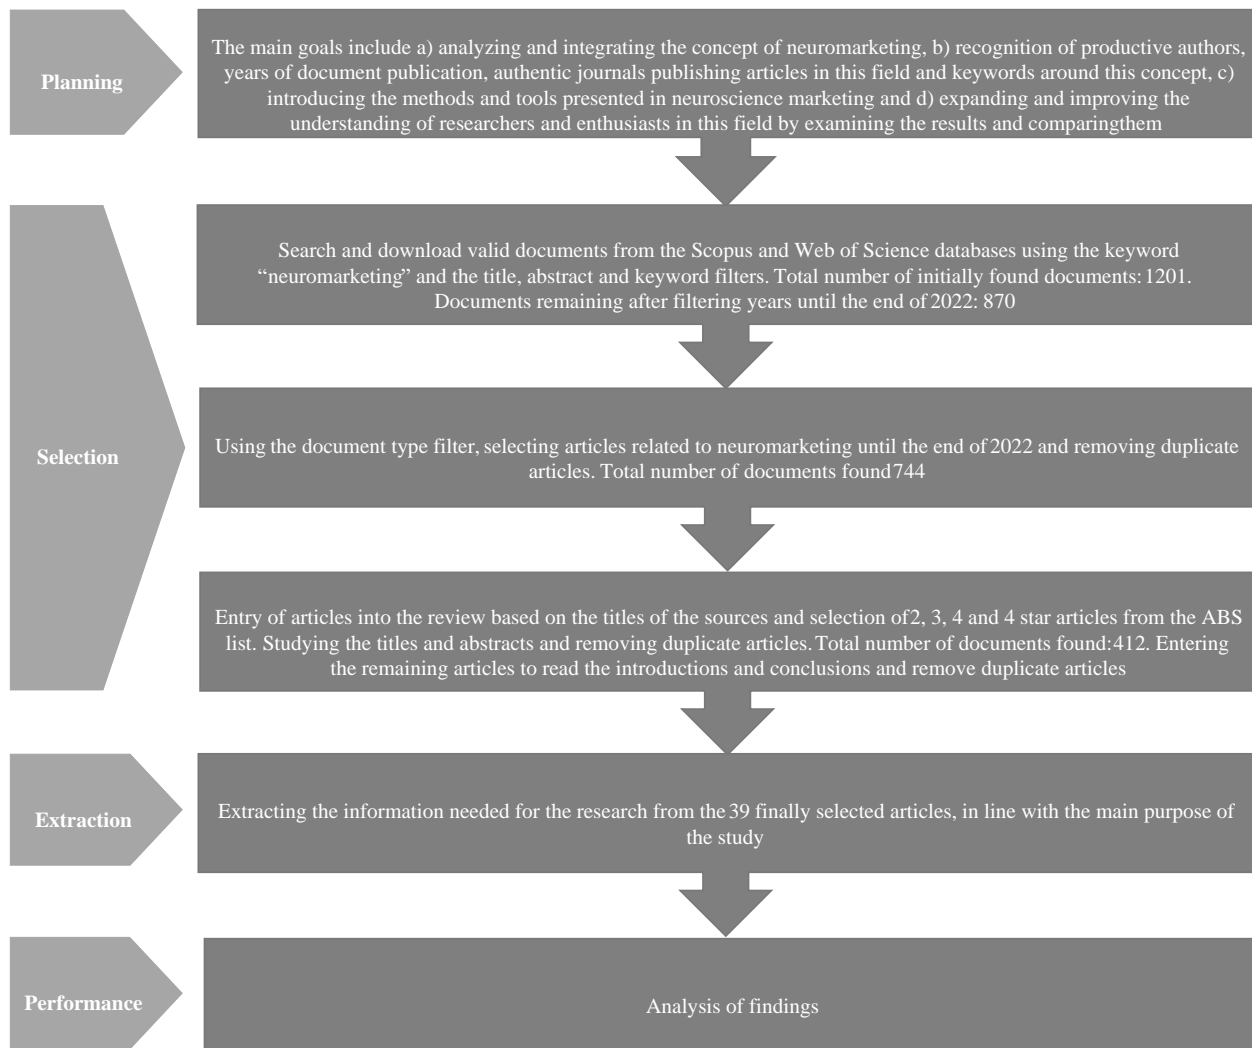 Planning
The main goals include a) analyzing and integrating the concept of neuromarketing, b) recognition of productive authors,
years of document publication, authentic journals publishing articles in this field and keywords around this concept, c)
introducing the methods and tools presented in neuroscience marketing and d) expanding and improving the
understanding of researchers and enthusiasts in this field by examining the results and comparingthem
Selection
Search and download valid documents from the Scopus and Web of Science databases using the keyword
“neuromarketing” and the title, abstract and keyword filters. Total number of initially found documents: 1201.
Documents remaining after filtering years until the end of 2022: 870
Using the document type filter, selecting articles related to neuromarketing until the end of 2022 and removing duplicate
articles. Total number of documents found 744
Entry of articles into the review based on the titles of the sources and selection of 2, 3, 4 and 4 star articles from the ABS
list. Studying the titles and abstracts and removing duplicate articles. Total number of documents found: 412. Entering
the remaining articles to read the introductions and conclusions and remove duplicate articles
Extraction
Extracting the information needed for the research from the 39 finally selected articles, in line with the main purpose of
the study
Performance
Analysis of findings